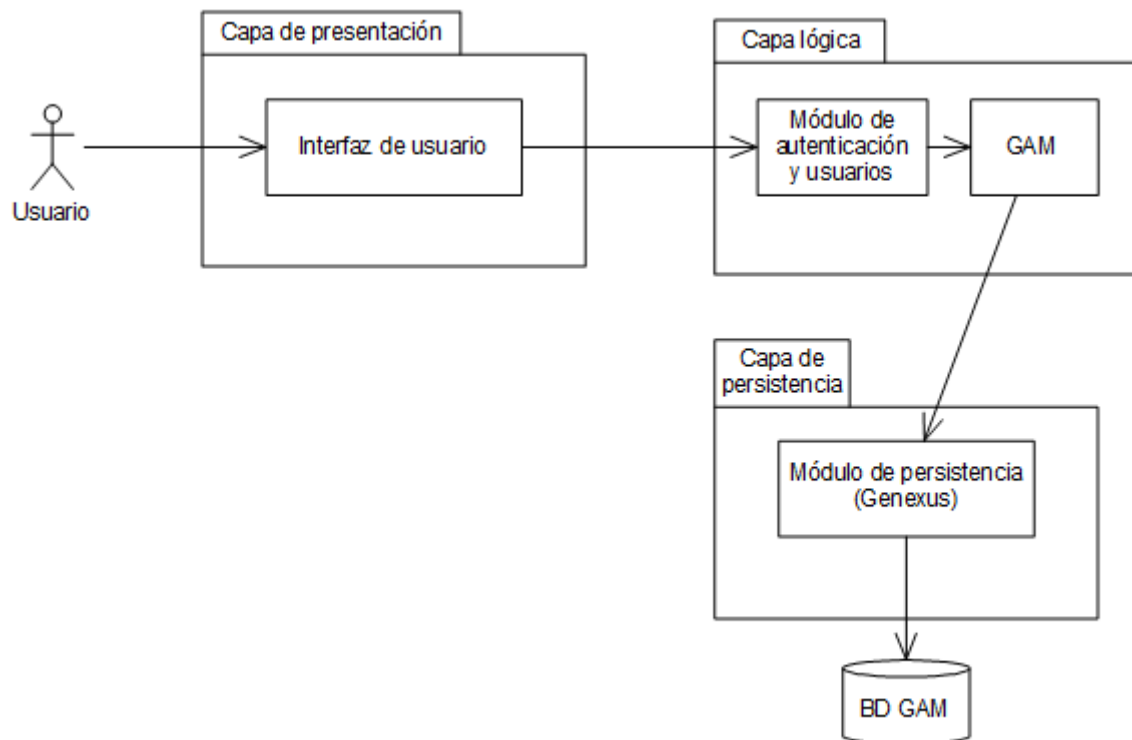 Capa de presentación
Capa lógica
Interfaz de usuario
Módulo de
autenticación
y usuarios
GAM
Usuario
Capa de
persistencia
Módulo de persistencia
(Genexus)
BD GAM